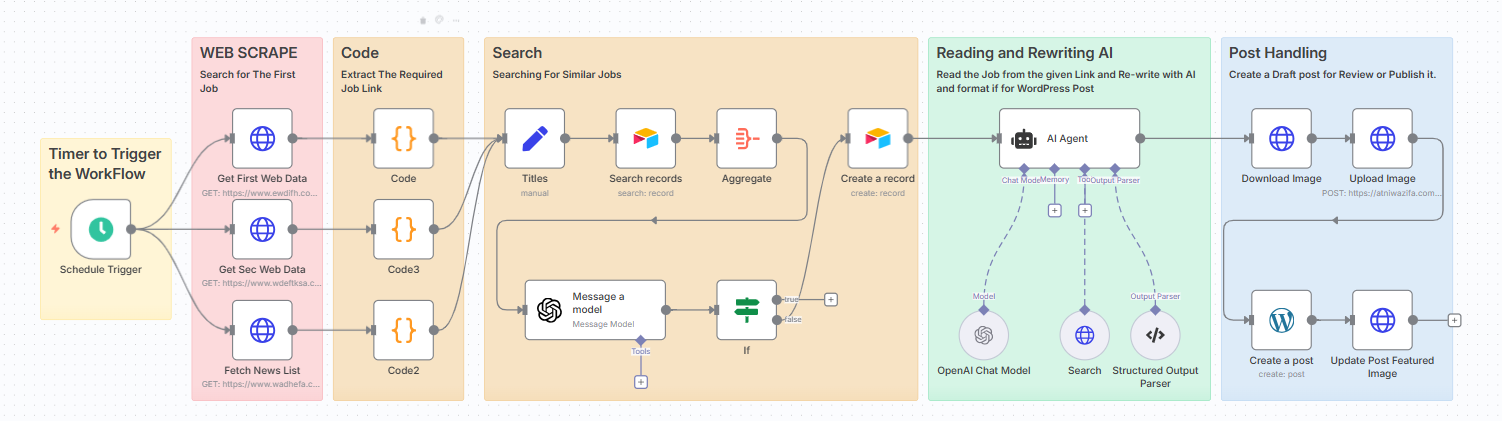 Timer to Trigger
the WorkFlow
Schedule Trigger
WEB SCRAPE
Search for The First
Job
Get First Web Data
GET: https://www.ewdifh.co...
Get Sec Web Data
GET: https://www.wdeftksa.c...
Fetch News List
GET: https://www.wadhefa.c...
Code
Extract The Required
Job Link
Code
Code3
Code2
Search
Searching For Similar Jobs
Titles
manual
Search records
search: record
Aggregate
Create a record
create: record
Message a
model
Message Model
Tools
If
true
false
Reading and Rewriting AI
Read the Job from the given Link and Re-write with AI
and format if for WordPress Post
AI Agent
Chat Mode
Memory
Too
Output Parser
Model
Output Parser
OpenAI Chat Model
Search
Structured Output
Parser
Post Handling
Create a Draft post for Review or Publish it.
Download Image
Upload Image
POST: https://atniwazifa.com...
Create a post
create: post
Update Post Featured
Image